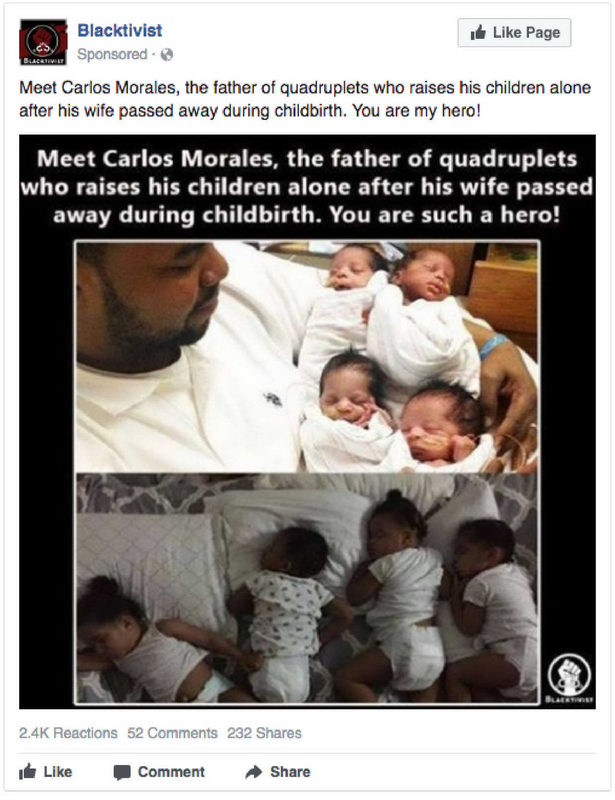 Blacktivist
Sponsored ·
Like Page
BLACKTIVIST
Meet Carlos Morales, the father of quadruplets who raises his children alone
after his wife passed away during childbirth. You are my hero!
Meet Carlos Morales, the father of quadruplets
who raises his children alone after his wife passed
away during childbirth. You are such a hero!
BLACKTIVIST
2.4K Reactions 52 Comments 232 Shares
Like Comment Share